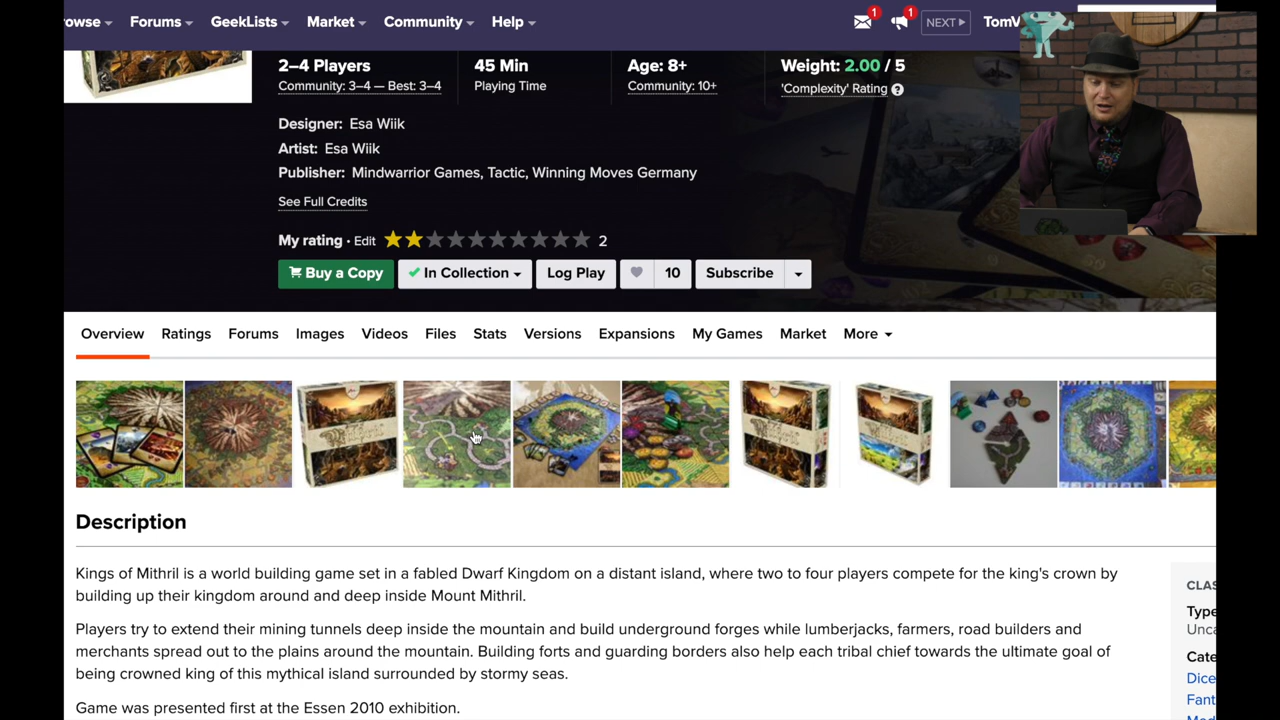 Forums GeekLists Market Community Help 1 1 NEXT TomV
2–4 Players 45 Min Age: 8+ Weight: 2.00 / 5
Community: 3–4 — Best: 3–4 Playing Time Community: 10+ 'Complexity' Rating ?
Designer: Esa Wiik
Artist: Esa Wiik
Publisher: Mindwarrior Games, Tactic, Winning Moves Germany
See Full Credits
My rating · Edit 2
Buy a Copy In Collection Log Play 10 Subscribe
Overview Ratings Forums Images Videos Files Stats Versions Expansions My Games Market More
Description
Kings of Mithril is a world building game set in a fabled Dwarf Kingdom on a distant island, where two to four players compete for the king's crown by
building up their kingdom around and deep inside Mount Mithril.
Players try to extend their mining tunnels deep inside the mountain and build underground forges while lumberjacks, farmers, road builders and
merchants spread out to the plains around the mountain. Building forts and guarding borders also help each tribal chief towards the ultimate goal of
being crowned king of this mythical island surrounded by stormy seas.
Game was presented first at the Essen 2010 exhibition.
CLAS
Type
Unca
Cate
Dice
Fant